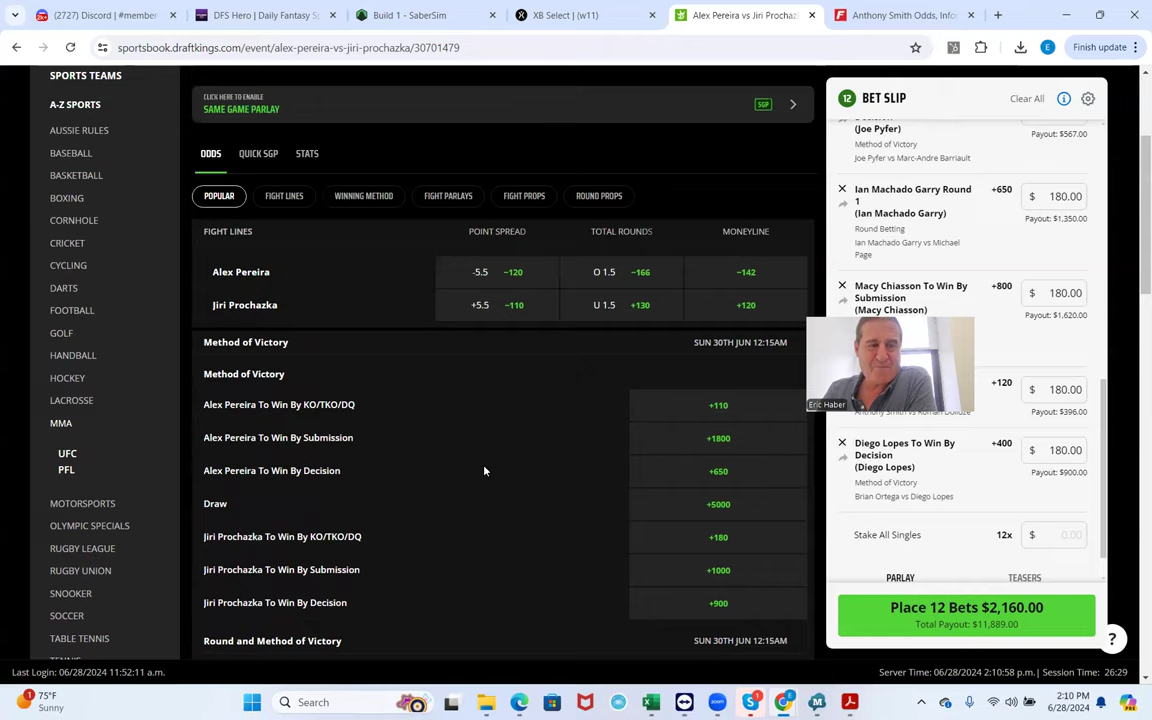 (2727) Discord | #member
DFS Hero | Daily Fantasy S
Build 1 - SaberSim
XB Select | (w11)
Alex Pereira vs Jiri Prochazk
Anthony Smith Odds, Infor
sportsbook.draftkings.com/event/alex-pereira-vs-jiri-prochazka/30701479
E
Finish update
SPORTS TEAMS
A-Z SPORTS
AUSSIE RULES
BASEBALL
BASKETBALL
BOXING
CORNHOLE
CRICKET
CYCLING
DARTS
FOOTBALL
GOLF
HANDBALL
HOCKEY
LACROSSE
MMA
UFC
PFL
MOTORSPORTS
OLYMPIC SPECIALS
RUGBY LEAGUE
RUGBY UNION
SNOOKER
SOCCER
TABLE TENNIS
CLICK HERE TO ENABLE
SAME GAME PARLAY
SGP
ODDS QUICK SGP STATS
POPULAR FIGHT LINES WINNING METHOD FIGHT PARLAYS FIGHT PROPS ROUND PROPS
FIGHT LINES POINT SPREAD TOTAL ROUNDS MONEYLINE
Alex Pereira -5.5 −120 O 1.5 −166 −142
Jiri Prochazka +5.5 −110 U 1.5 +130 +120
Method of Victory SUN 30TH JUN 12:15AM
Method of Victory
Alex Pereira To Win By KO/TKO/DQ +110
Alex Pereira To Win By Submission +1800
Alex Pereira To Win By Decision +650
Draw +5000
Jiri Prochazka To Win By KO/TKO/DQ +180
Jiri Prochazka To Win By Submission +1000
Jiri Prochazka To Win By Decision +900
Round and Method of Victory SUN 30TH JUN 12:15AM
12 BET SLIP Clear All
(Joe Pyfer)
Payout: $567.00
Method of Victory
Joe Pyfer vs Marc-Andre Barriault
Ian Machado Garry Round +650 $ 180.00
1
(Ian Machado Garry)
Payout: $1,350.00
Round Betting
Ian Machado Garry vs Michael
Page
Macy Chiasson To Win By +800 $ 180.00
Submission
(Macy Chiasson)
Payout: $1,620.00
Eric Haber
+120 $ 180.00
Payout: $396.00
Diego Lopes To Win By +400 $ 180.00
Decision
(Diego Lopes)
Payout: $900.00
Method of Victory
Brian Ortega vs Diego Lopes
Stake All Singles 12x $ 0.00
PARLAY TEASERS
Place 12 Bets $2,160.00
Total Payout: $11,889.00
?
Last Login: 06/28/2024 11:52:11 a.m.
Server Time: 06/28/2024 2:10:58 p.m.| Session Time: 26:29
75°F
Sunny
Search
2:10 PM
6/28/2024